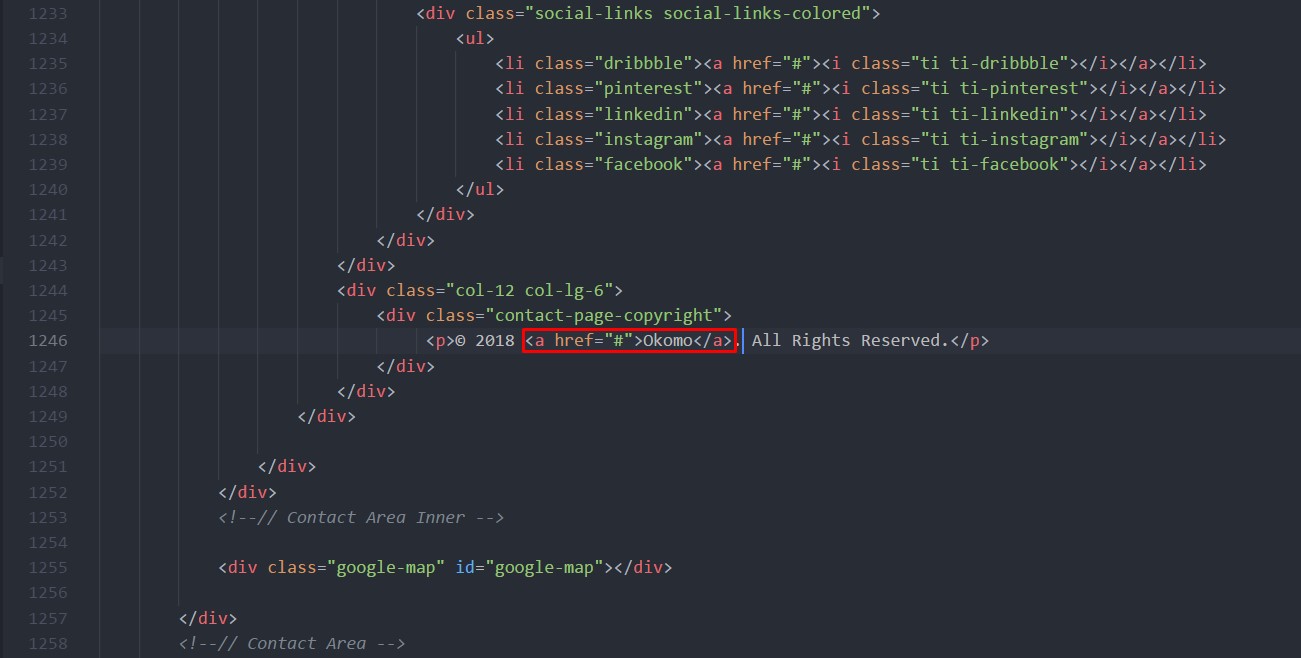 1233 <div class="social-links social-links-colored">
1234 <ul>
1235 <li class="dribbble"><a href="#"><i class="ti ti-dribbble"></i></a></li>
1236 <li class="pinterest"><a href="#"><i class="ti ti-pinterest"></i></a></li>
1237 <li class="linkedin"><a href="#"><i class="ti ti-linkedin"></i></a></li>
1238 <li class="instagram"><a href="#"><i class="ti ti-instagram"></i></a></li>
1239 <li class="facebook"><a href="#"><i class="ti ti-facebook"></i></a></li>
1240 </ul>
1241 </div>
1242 </div>
1243 </div>
1244 <div class="col-12 col-lg-6">
1245 <div class="contact-page-copyright">
1246 <p>© 2018 <a href="#">Okomo</a>. All Rights Reserved.</p>
1247 </div>
1248 </div>
1249 </div>
1250
1251 </div>
1252 </div>
1253 <!--// Contact Area Inner -->
1254
1255 <div class="google-map" id="google-map"></div>
1256
1257 </div>
1258 <!--// Contact Area -->